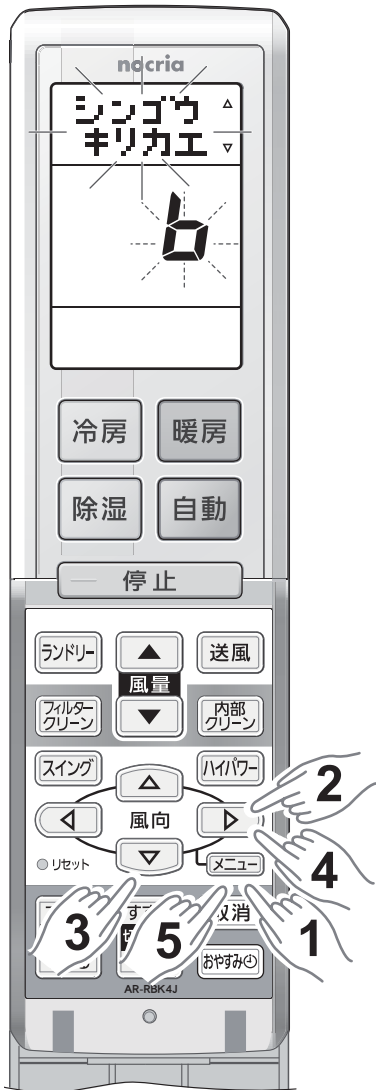 nocria
シンゴウ
キリカエ
b
冷房
暖房
除湿
自動
停止
ランドリー
送風
風量
フィルター
クリーン
内部
クリーン
スイング
ハイパワー
2
風向
リセット
メニュー
4
3
5
取消
1
おやすみ
AR-RBK4J